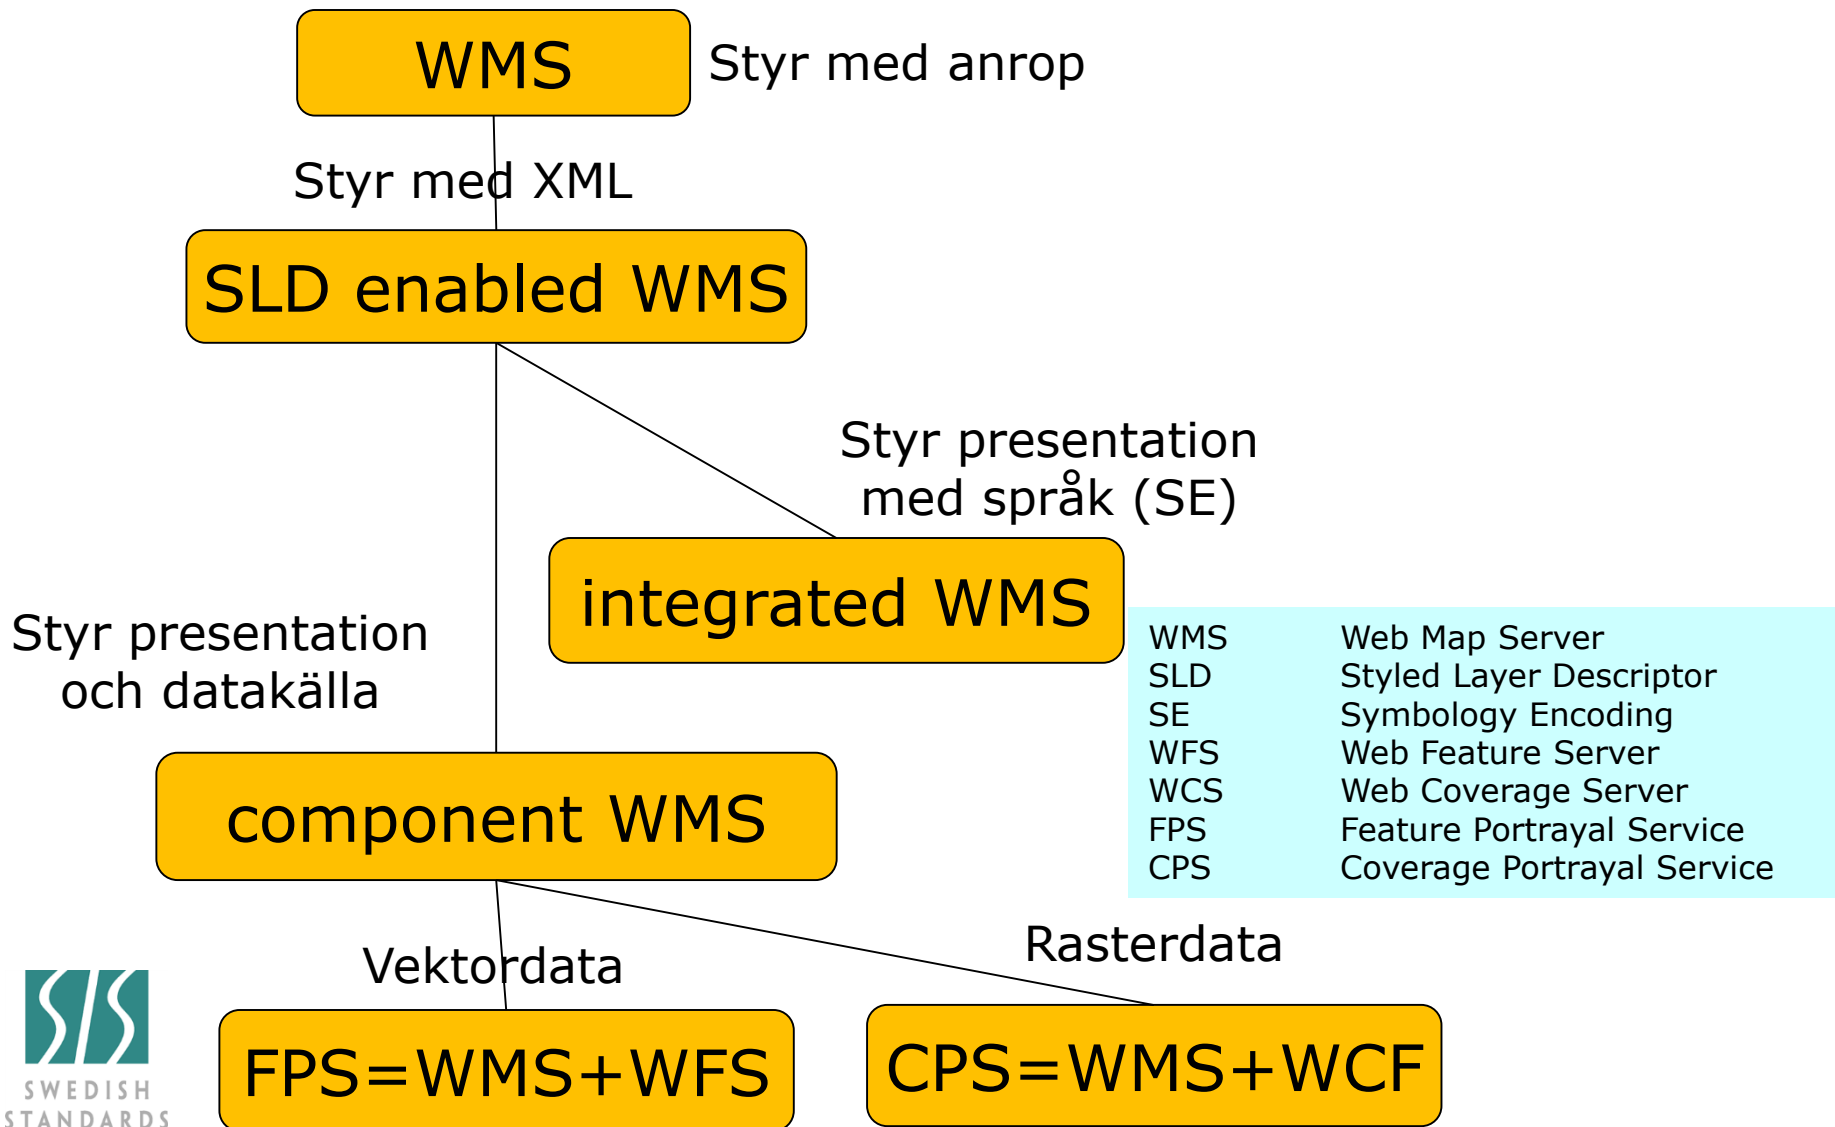 WMS
Styr med anrop
Styr med XML
SLD enabled WMS
Styr presentation
med språk (SE)
integrated WMS
Styr presentation
och datakälla
WMS Web Map Server
SLD Styled Layer Descriptor
SE Symbology Encoding
WFS Web Feature Server
WCS Web Coverage Server
FPS Feature Portrayal Service
CPS Coverage Portrayal Service
component WMS
Vektordata
Rasterdata
FPS=WMS+WFS
CPS=WMS+WCF
SIS
SWEDISH
STANDARDS